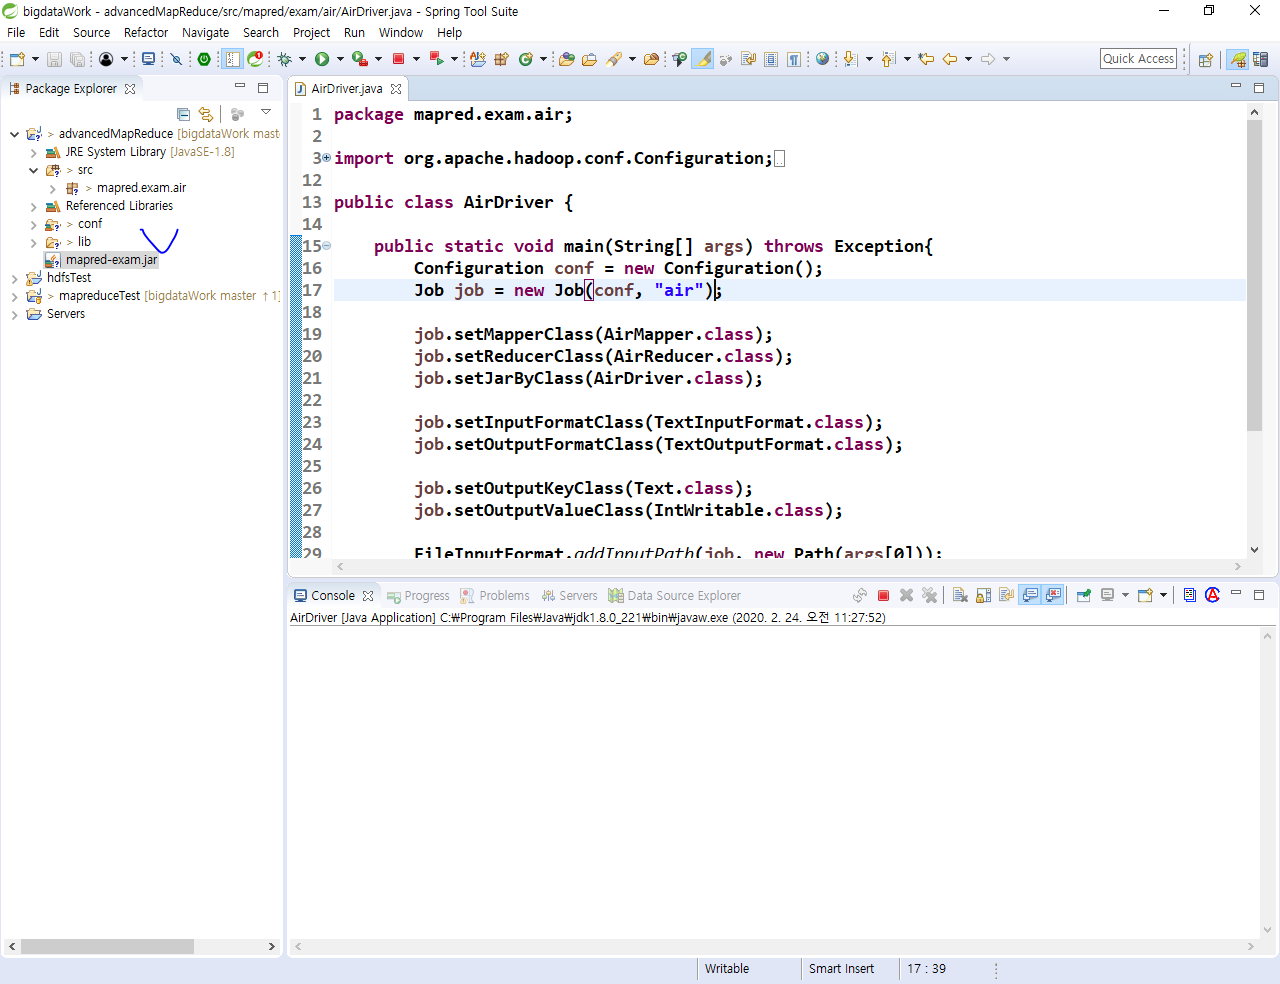 bigdataWork - advancedMapReduce/src/mapred/exam/air/AirDriver.java - Spring Tool Suite
File Edit Source Refactor Navigate Search Project Run Window Help
Quick Access
Package Explorer
> advancedMapReduce [bigdataWork mast
JRE System Library [JavaSE-1.8]
> src
> mapred.exam.air
Referenced Libraries
> conf
> lib
mapred-exam.jar
hdfsTest
> mapreduceTest [bigdataWork master ↑1]
Servers
AirDriver.java
1 package mapred.exam.air;
2
3 import org.apache.hadoop.conf.Configuration;
12
13 public class AirDriver {
14
15 public static void main(String[] args) throws Exception{
16 Configuration conf = new Configuration();
17 Job job = new Job(conf, "air");
18
19 job.setMapperClass(AirMapper.class);
20 job.setReducerClass(AirReducer.class);
21 job.setJarByClass(AirDriver.class);
22
23 job.setInputFormatClass(TextInputFormat.class);
24 job.setOutputFormatClass(TextOutputFormat.class);
25
26 job.setOutputKeyClass(Text.class);
27 job.setOutputValueClass(IntWritable.class);
28
29 FileInputFormat.addInputPath(job, new Path(args[0]));
Console Progress Problems Servers Data Source Explorer
AirDriver [Java Application] C:₩Program Files₩Java₩jdk1.8.0_221₩bin₩javaw.exe (2020. 2. 24. 오전 11:27:52)
Writable Smart Insert 17 : 39